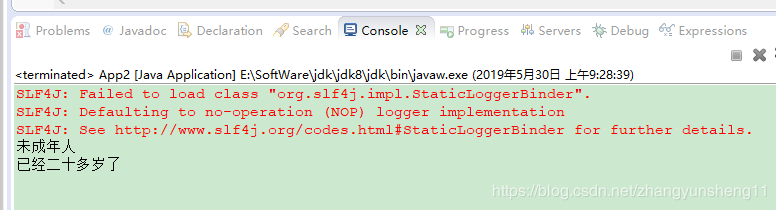 Problems @ Javadoc Declaration Search Console Progress Servers Debug Expressions
<terminated> App2 [Java Application] E:\SoftWare\jdk\jdk8\jdk\bin\javaw.exe (2019年5月30日 上午9:28:39)
SLF4J: Failed to load class "org.slf4j.impl.StaticLoggerBinder".
SLF4J: Defaulting to no-operation (NOP) logger implementation
SLF4J: See http://www.slf4j.org/codes.html#StaticLoggerBinder for further details.
未成年人
已经二十多岁了
https://blog.csdn.net/zhangyunsheng11